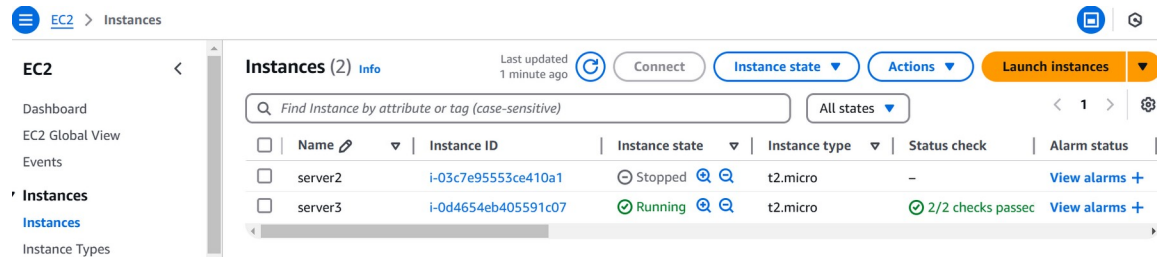 EC2 > Instances
EC2
Dashboard
EC2 Global View
Events
Instances
Instances
Instance Types
Instances (2) Info
Last updated
1 minute ago
Connect
Instance state
Actions
Launch instances
Find Instance by attribute or tag (case-sensitive)
All states
1
Name Instance ID Instance state Instance type Status check Alarm status
server2 i-03c7e95553ce410a1 Stopped t2.micro – View alarms +
server3 i-0d4654eb405591c07 Running t2.micro 2/2 checks passec View alarms +